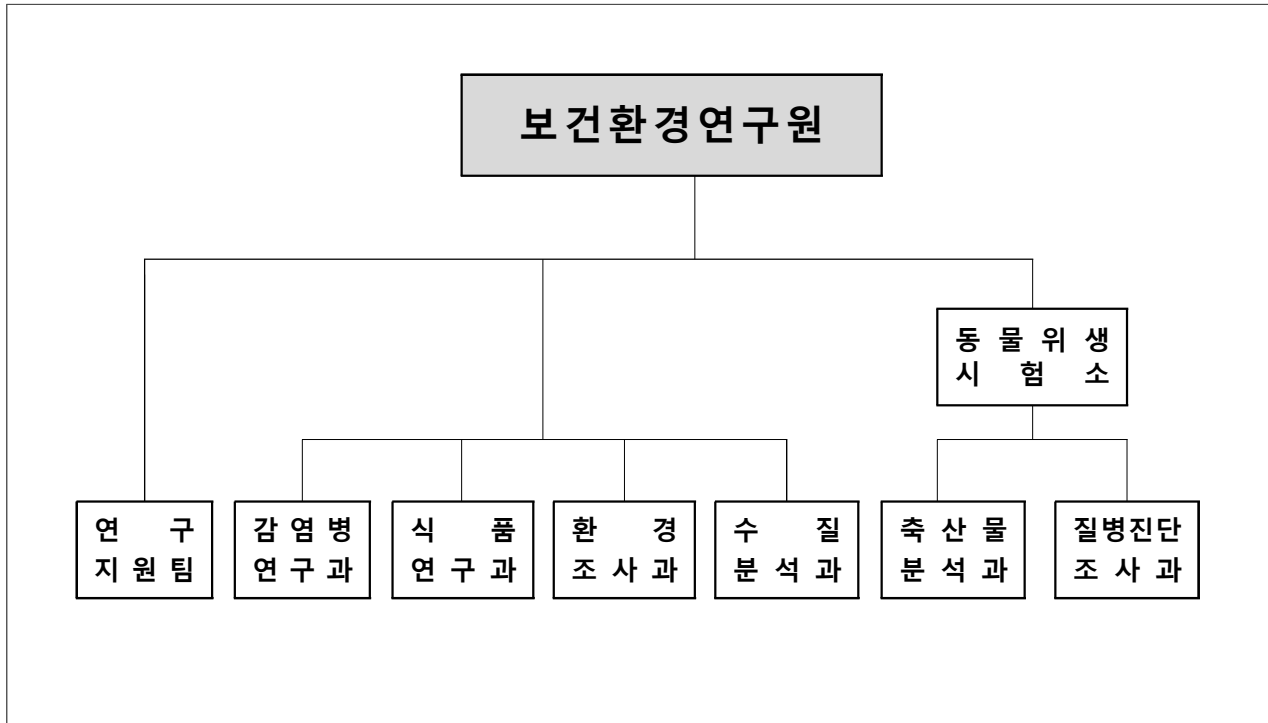 보건환경연구원
동물위생
시험소
연구
지원팀
감염병
연구과
식품
연구과
환경
조사과
수질
분석과
축산물
분석과
질병진단
조사과